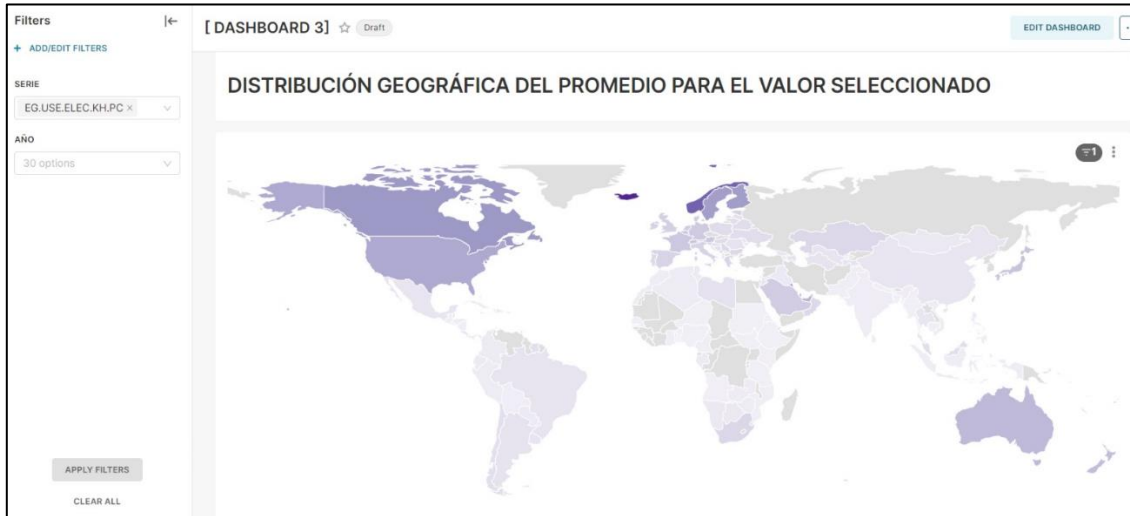 Filters
+ ADD/EDIT FILTERS
SERIE
EG.USE.ELEC.KH.PC ×
AÑO
30 options
APPLY FILTERS
CLEAR ALL
[ DASHBOARD 3]
Draft
EDIT DASHBOARD
DISTRIBUCIÓN GEOGRÁFICA DEL PROMEDIO PARA EL VALOR SELECCIONADO
1